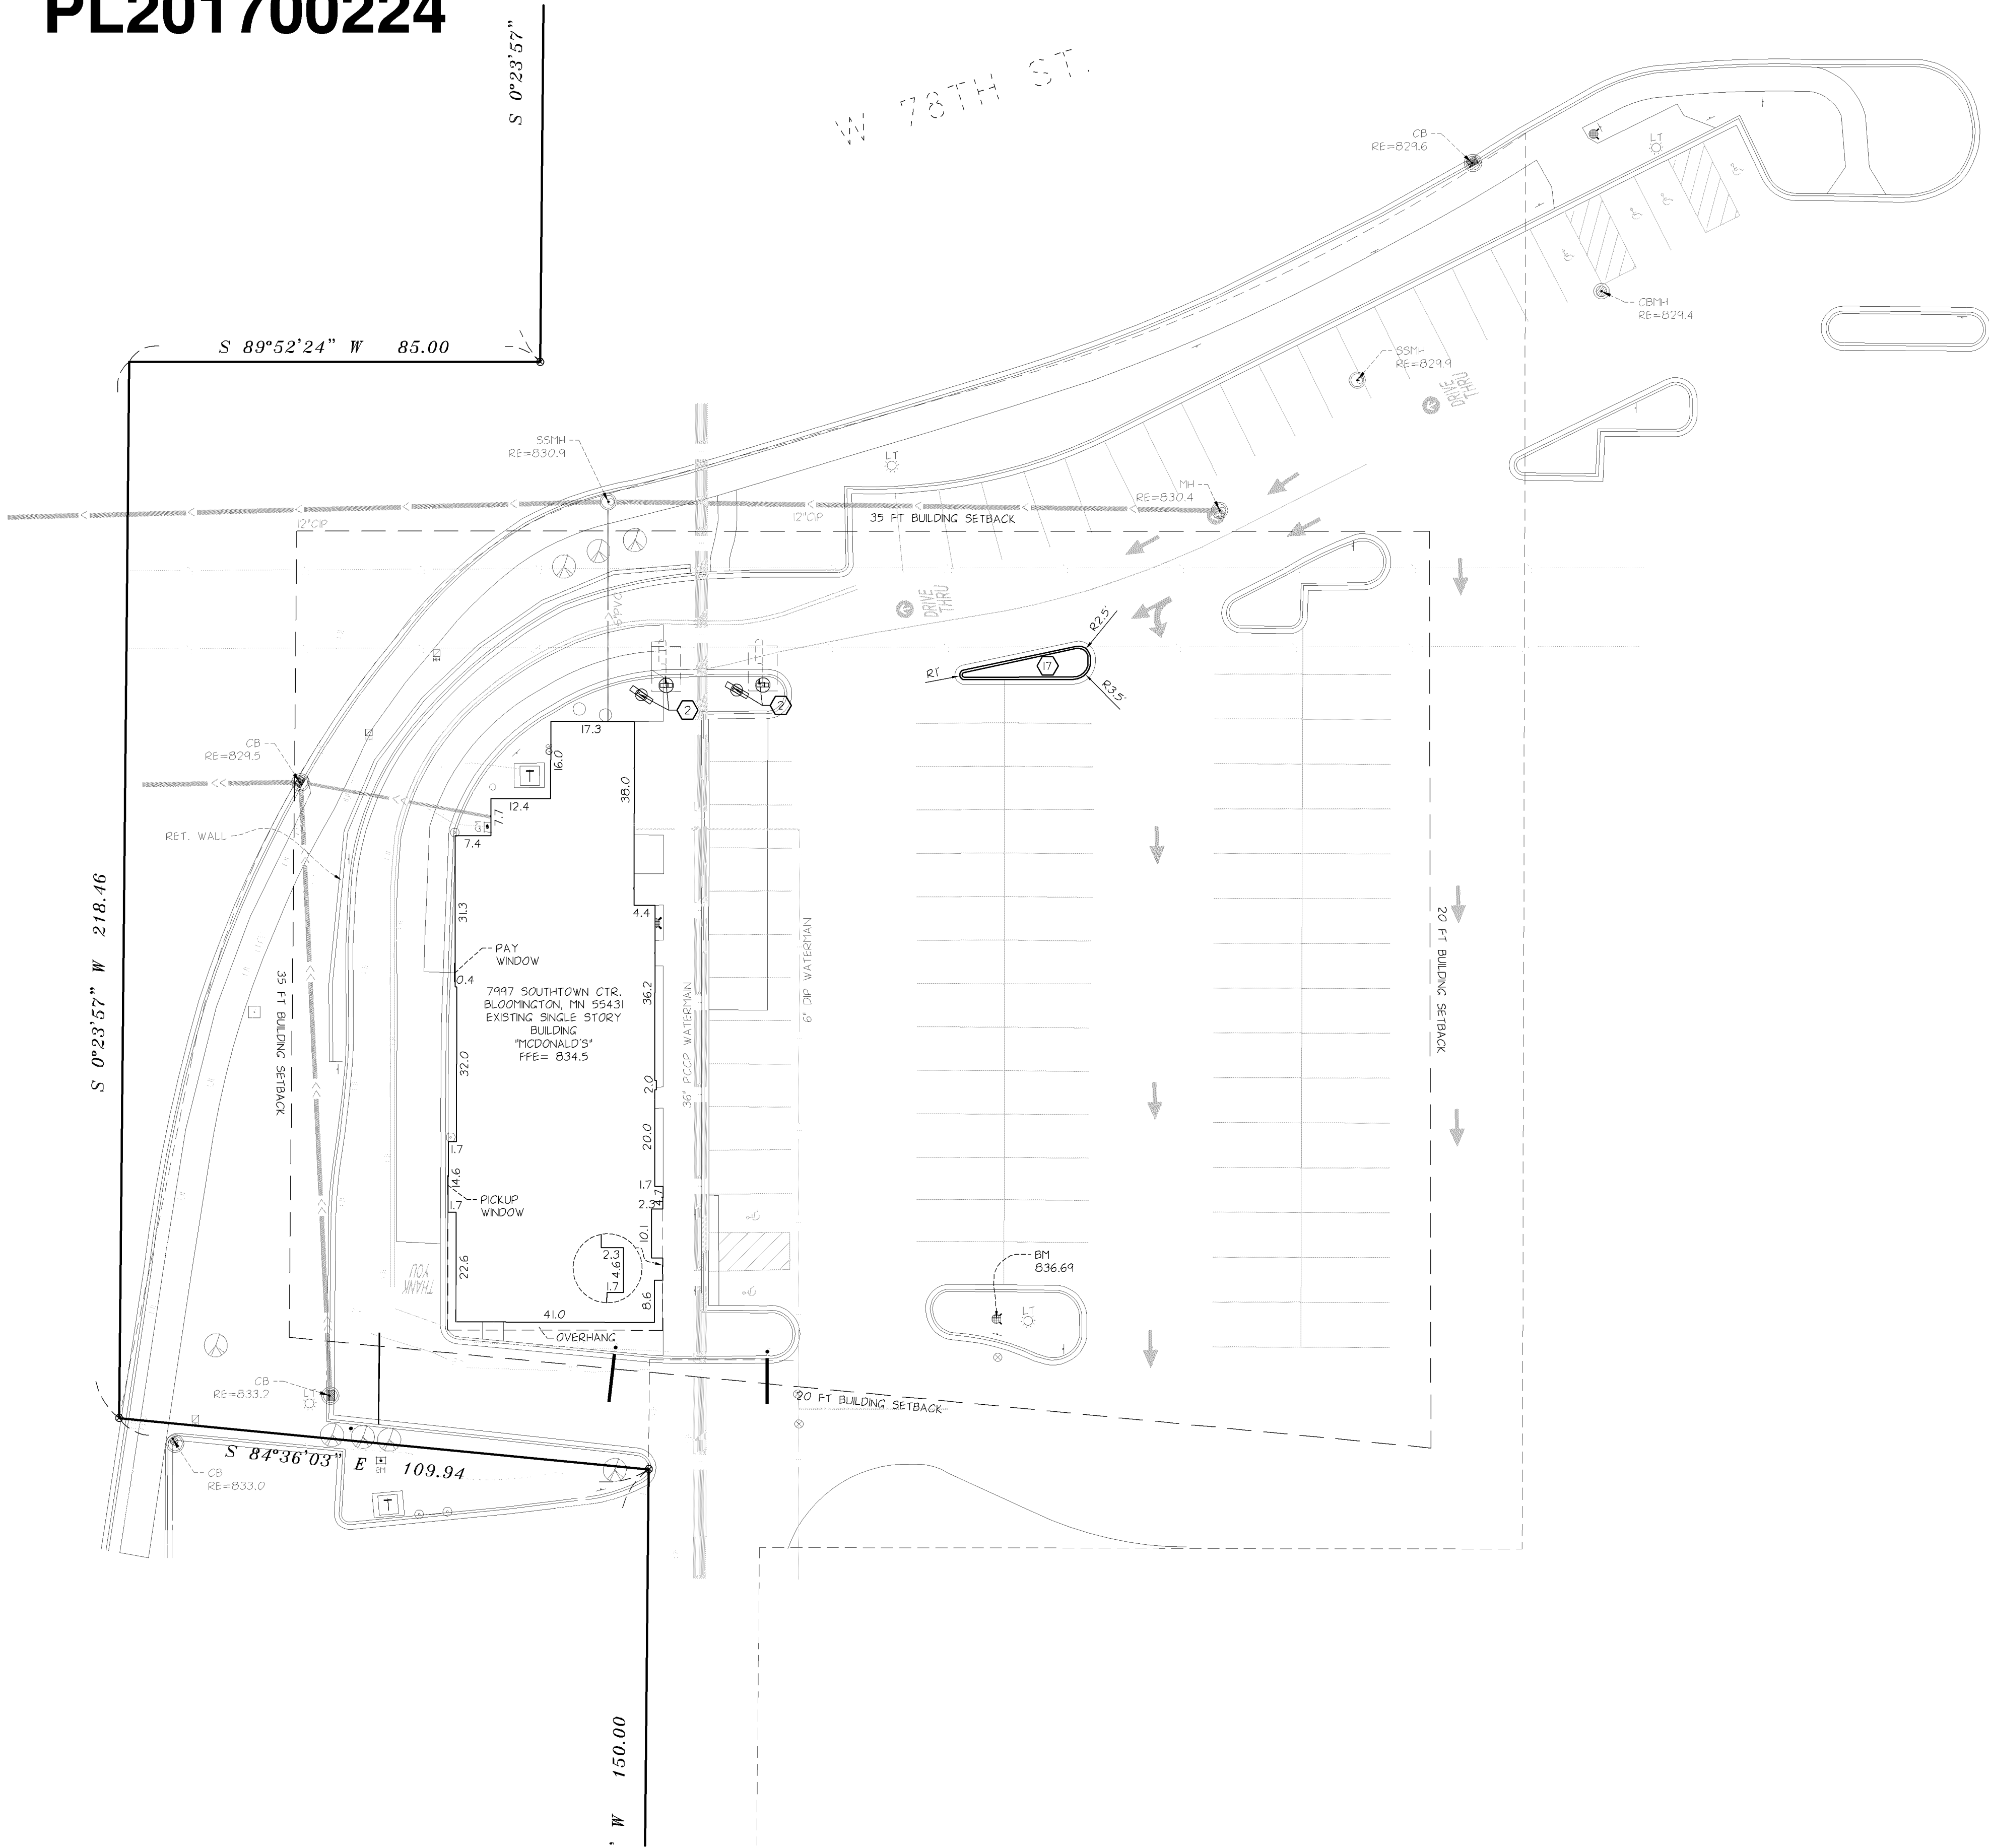 PL201700224
S 0°23'57"
W 78TH ST.
CB
RE=829.6
LT
CBMH
RE=829.4
S 89°52'24" W 85.00
SSMH
RE=829.9
DRIVE
THRU
SSMH
RE=830.9
LT
MH
RE=830.4
12"CIP
12"CIP
35 FT BUILDING SETBACK
6"PVC
DRIVE
THRU
R2.5'
17
R1'
R3.5'
2
2
17.3
CB
RE=829.5
16.0
T
38.0
12.4
7.7
GM
7.4
RET. WALL
S 0°23'57" W 218.46
31.3
4.4
PAY
WINDOW
0.4
7997 SOUTHTOWN CTR.
BLOOMINGTON, MN 55431
EXISTING SINGLE STORY
BUILDING
"MCDONALD'S"
FFE= 834.5
36.2
36" PCCP WATERMAIN
6" DIP WATERMAIN
20 FT BUILDING SETBACK
35 FT BUILDING SETBACK
32.0
2.0
20.0
1.7
14.6
1.7
4.7
PICKUP
WINDOW
1.7
2.3
10.1
2.3
4.6
1.7
22.6
8.6
THANK
YOU
BM
836.69
LT
41.0
OVERHANG
CB
RE=833.2
LT
20 FT BUILDING SETBACK
S 84°36'03" E 109.94
EM
CB
RE=833.0
T
' W 150.00